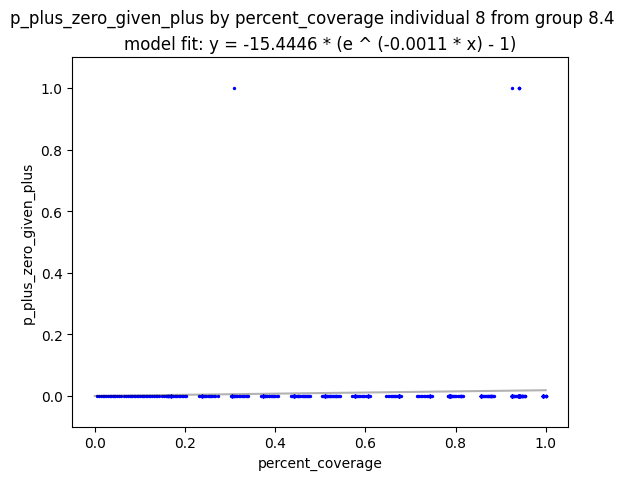 p_plus_zero_given_plus by percent_coverage individual 8 from group 8.4
model fit: y = -15.4446 * (e ^ (-0.0011 * x) - 1)
1.0
0.8
0.6
0.4
0.2
0.0
p_plus_zero_given_plus
0.0 0.2 0.4 0.6 0.8 1.0
percent_coverage